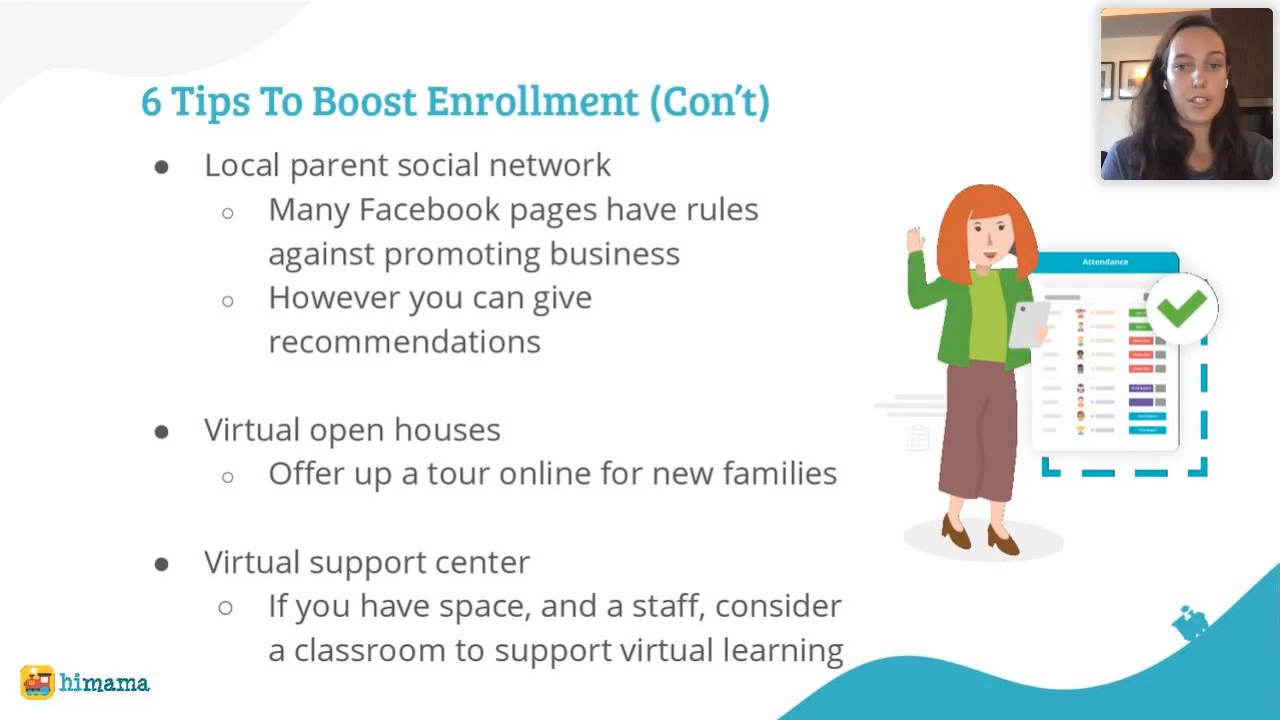 6 Tips To Boost Enrollment (Con't)
● Local parent social network
○ Many Facebook pages have rules
against promoting business
○ However you can give
recommendations
● Virtual open houses
○ Offer up a tour online for new families
● Virtual support center
○ If you have space, and a staff, consider
a classroom to support virtual learning
Attendance
himama